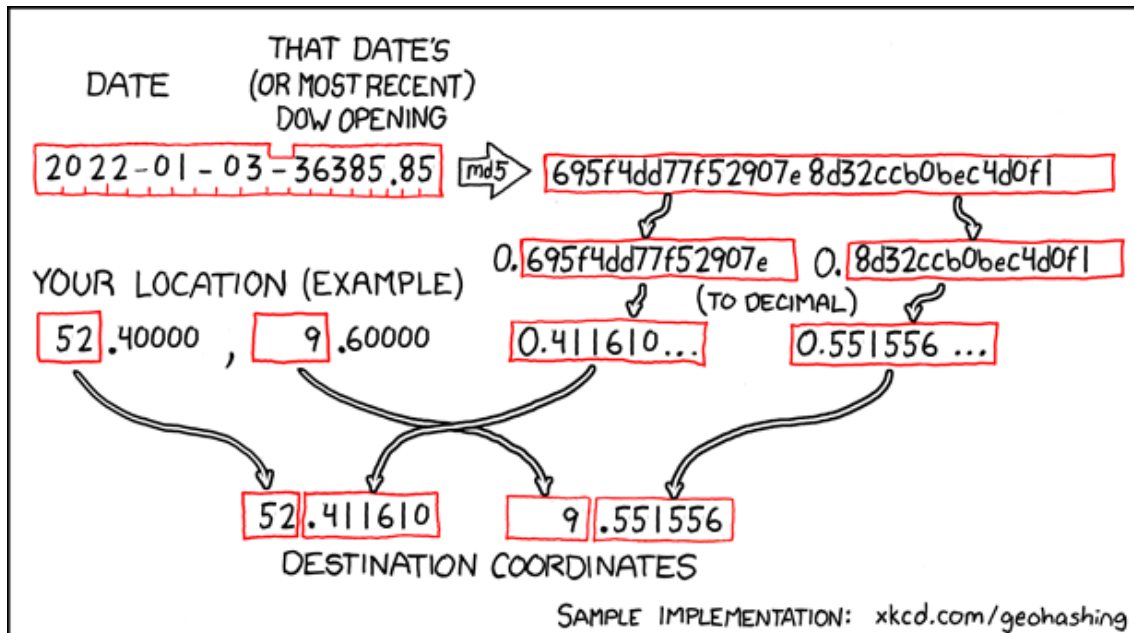 THAT DATE'S
DATE (OR MOST RECENT)
DOW OPENING
2022-01-03-36385.85 md5 695f4dd77f52907e8d32ccb0bec4d0f1
0.695f4dd77f52907e 0.8d32ccb0bec4d0f1
YOUR LOCATION (EXAMPLE) (TO DECIMAL)
52.40000, 9.60000 0.411610... 0.551556...
52.411610 9.551556
DESTINATION COORDINATES
SAMPLE IMPLEMENTATION: xkcd.com/geohashing